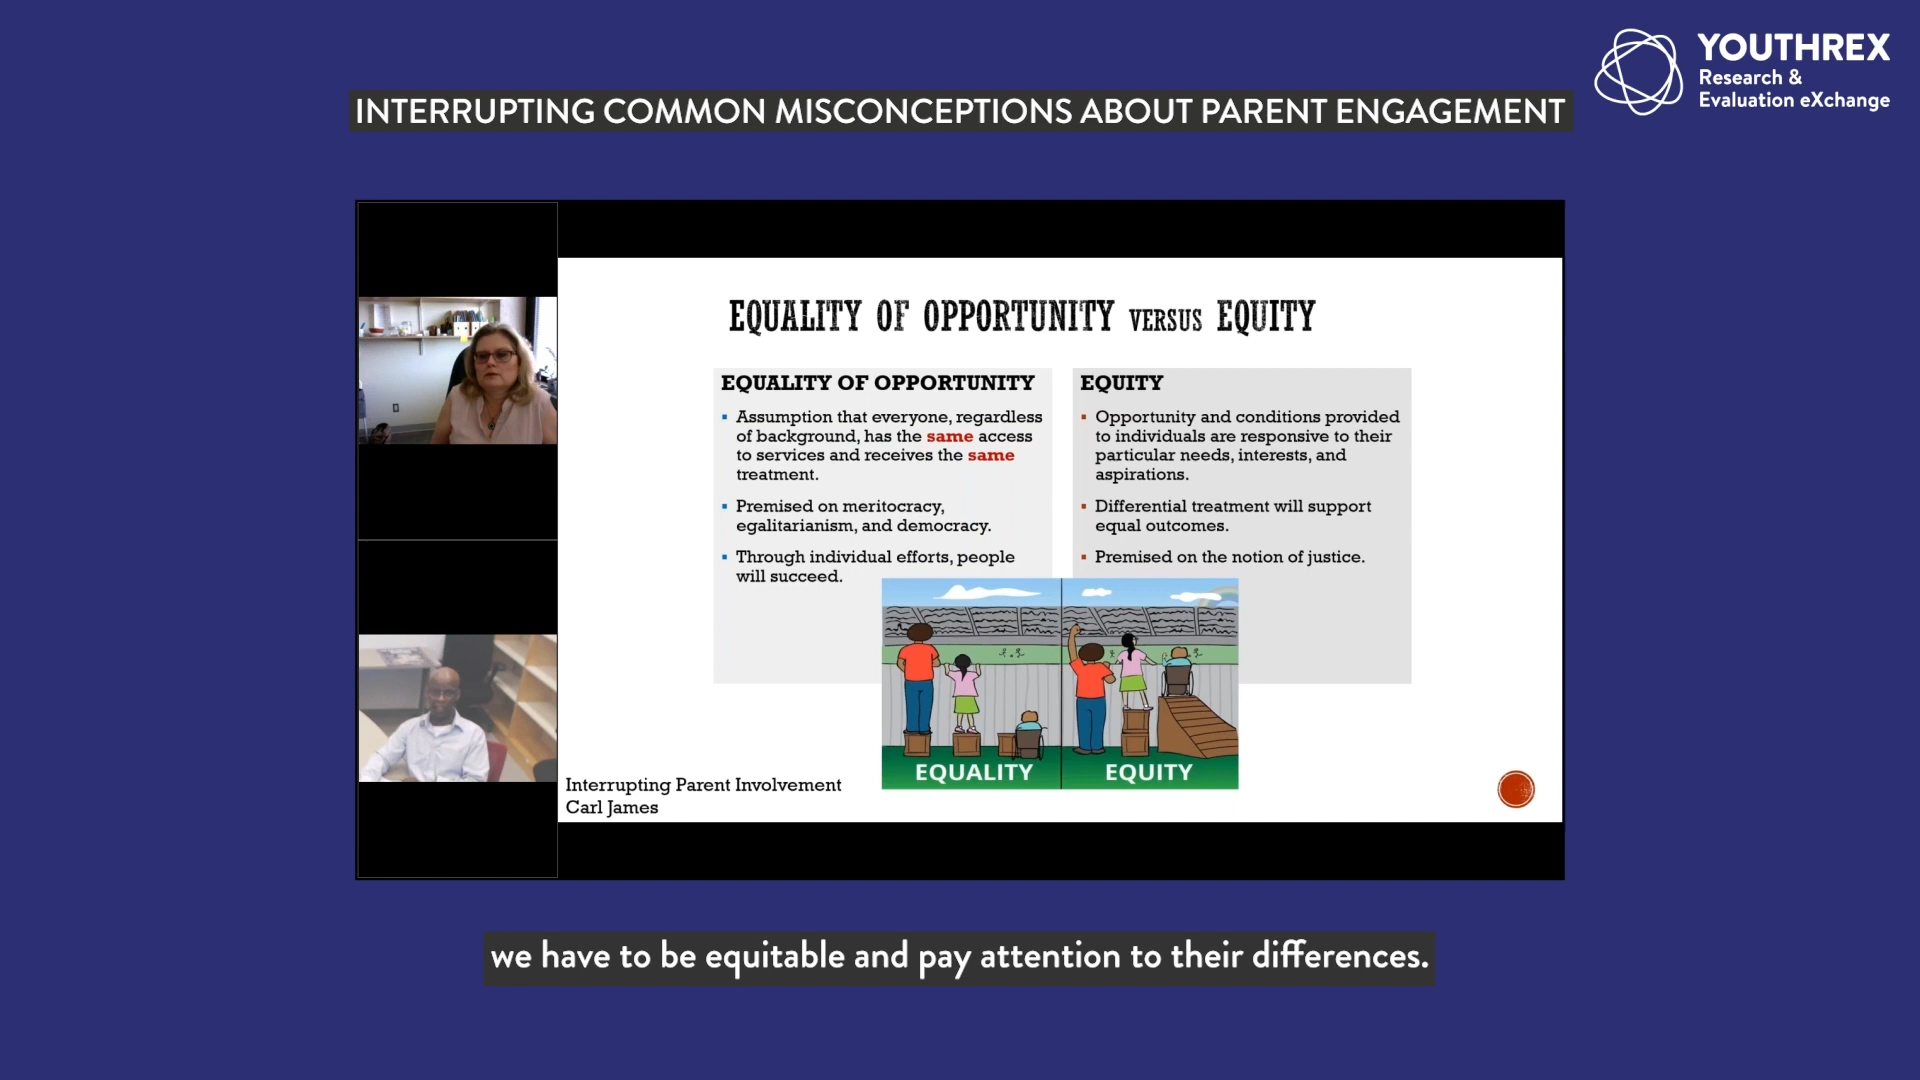 YOUTHREX
Research &
Evaluation eXchange
INTERRUPTING COMMON MISCONCEPTIONS ABOUT PARENT ENGAGEMENT
EQUALITY OF OPPORTUNITY VERSUS EQUITY
EQUALITY OF OPPORTUNITY
Assumption that everyone, regardless
of background, has the same access
to services and receives the same
treatment.
Premised on meritocracy,
egalitarianism, and democracy.
Through individual efforts, people
will succeed.
EQUITY
Opportunity and conditions provided
to individuals are responsive to their
particular needs, interests, and
aspirations.
Differential treatment will support
equal outcomes.
Premised on the notion of justice.
EQUALITY
EQUITY
Interrupting Parent Involvement
Carl James
we have to be equitable and pay attention to their differences.